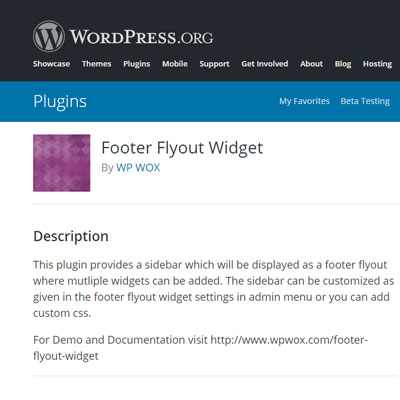 WORDPRESS.ORG
Showcase Themes Plugins Mobile Support Get Involved About Blog Hosting
Plugins My Favorites Beta Testing
Footer Flyout Widget
By WP WOX
Description
This plugin provides a sidebar which will be displayed as a footer flyout
where mutliple widgets can be added. The sidebar can be customized as
given in the footer flyout widget settings in admin menu or you can add
custom css.
For Demo and Documentation visit http://www.wpwox.com/footer-
flyout-widget